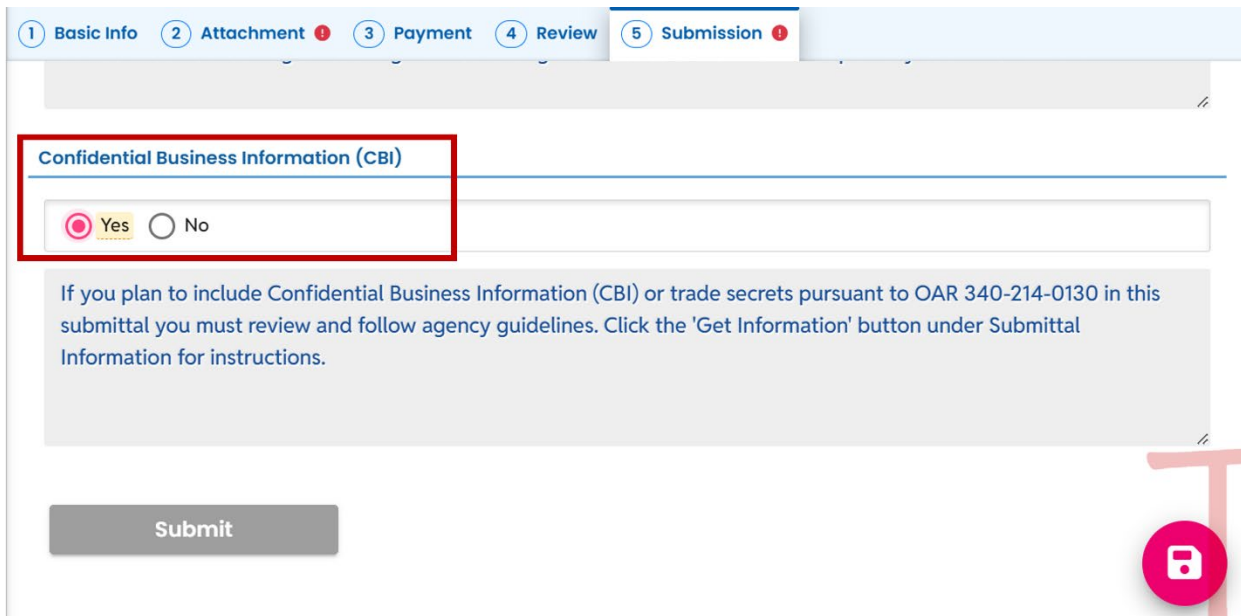 1 Basic Info 2 Attachment ! 3 Payment 4 Review 5 Submission !
Confidential Business Information (CBI)
Yes No
If you plan to include Confidential Business Information (CBI) or trade secrets pursuant to OAR 340-214-0130 in this
submittal you must review and follow agency guidelines. Click the 'Get Information' button under Submittal
Information for instructions.
Submit